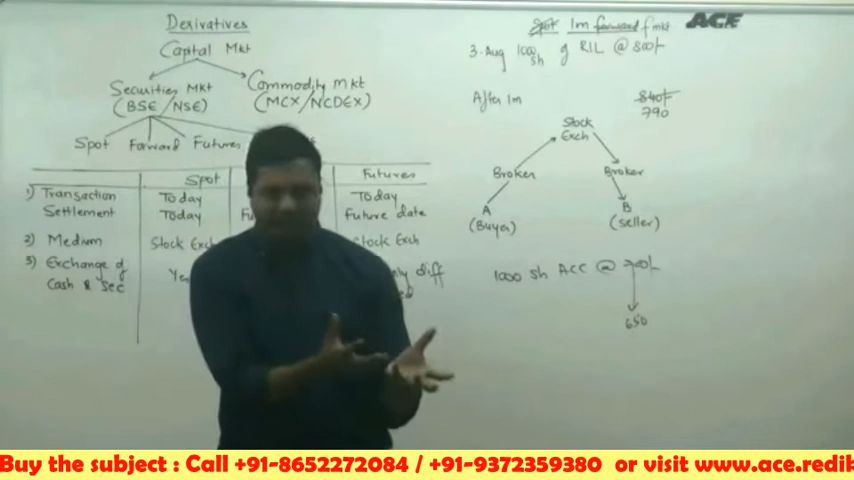 Derivatives
Capital Mkt
Securities Mkt
(BSE / NSE)
Commodity Mkt
(MCX/NCDEX)
Spot Forward Futures
Spot Futures
1) Transaction Today Today
Settlement Today Future date
2) Medium Stock Exch Stock Exch
3) Exchange of
Cash & Sec
diff
Spot 1m forward mkt
ACE
3 Aug 100 sh of RIL @ 800/-
After 1m 840/-
790
Stock
Exch
Broker Broker
A B
(Buyer) (seller)
1000 sh ACC @ 700/-
650
Buy the subject : Call +91-8652272084 / +91-9372359380 or visit www.ace.redik